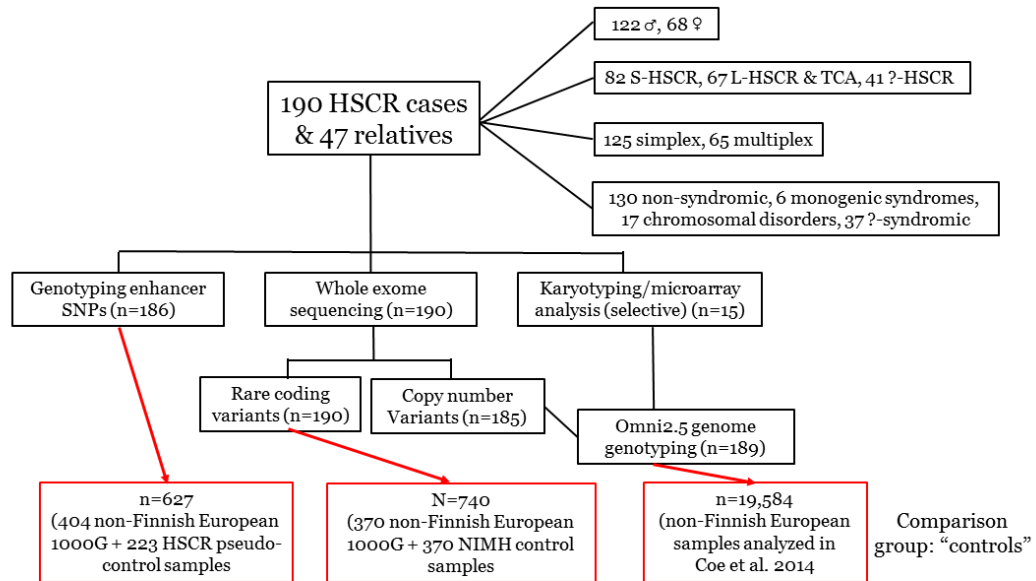 122 ♂, 68 ♀
82 S-HSCR, 67 L-HSCR & TCA, 41 ?-HSCR
190 HSCR cases
& 47 relatives
125 simplex, 65 multiplex
130 non-syndromic, 6 monogenic syndromes,
17 chromosomal disorders, 37 ?-syndromic
Genotyping enhancer
SNPs (n=186)
Whole exome
sequencing (n=190)
Karyotyping/microarray
analysis (selective) (n=15)
Rare coding
variants (n=190)
Copy number
Variants (n=185)
Omni2.5 genome
genotyping (n=189)
n=627
(404 non-Finnish European
1000G + 223 HSCR pseudo-
control samples
N=740
(370 non-Finnish European
1000G + 370 NIMH control
samples
n=19,584
(non-Finnish European
samples analyzed in
Coe et al. 2014
Comparison
group: “controls”